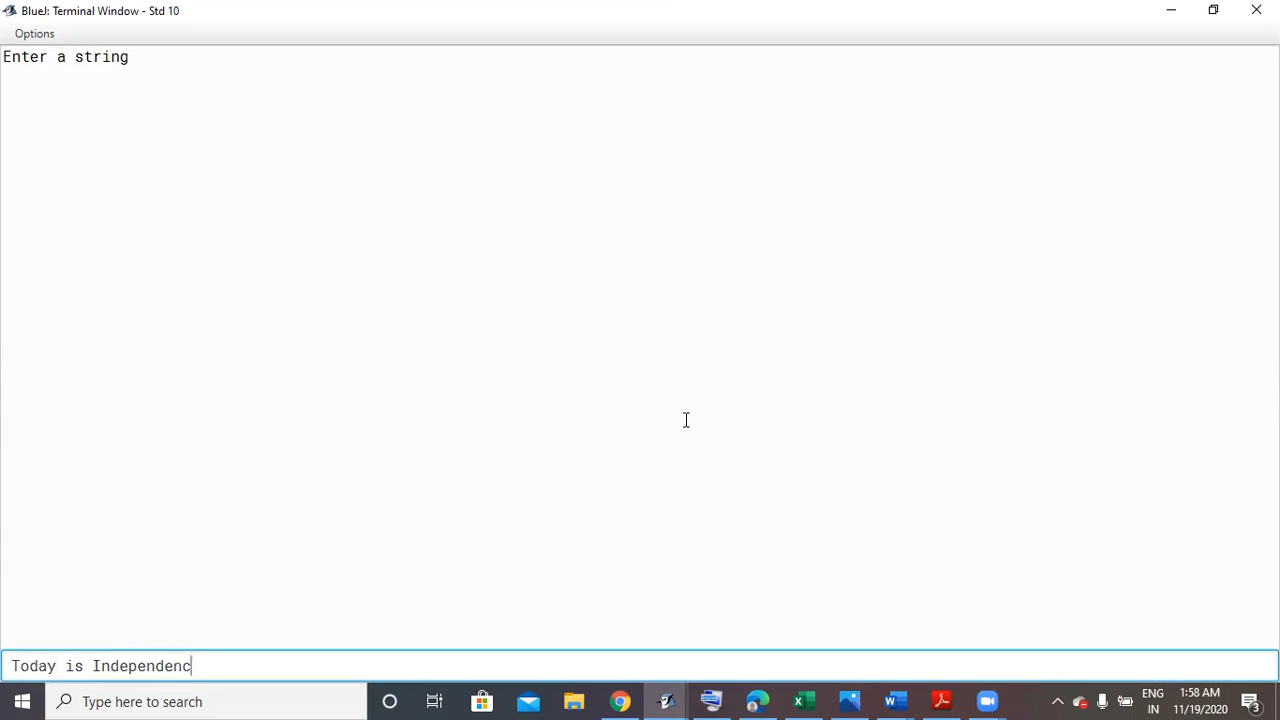 BlueJ: Terminal Window - Std 10
Options
Enter a string
Today is Independenc
Type here to search
ENG
IN
1:58 AM
11/19/2020
3